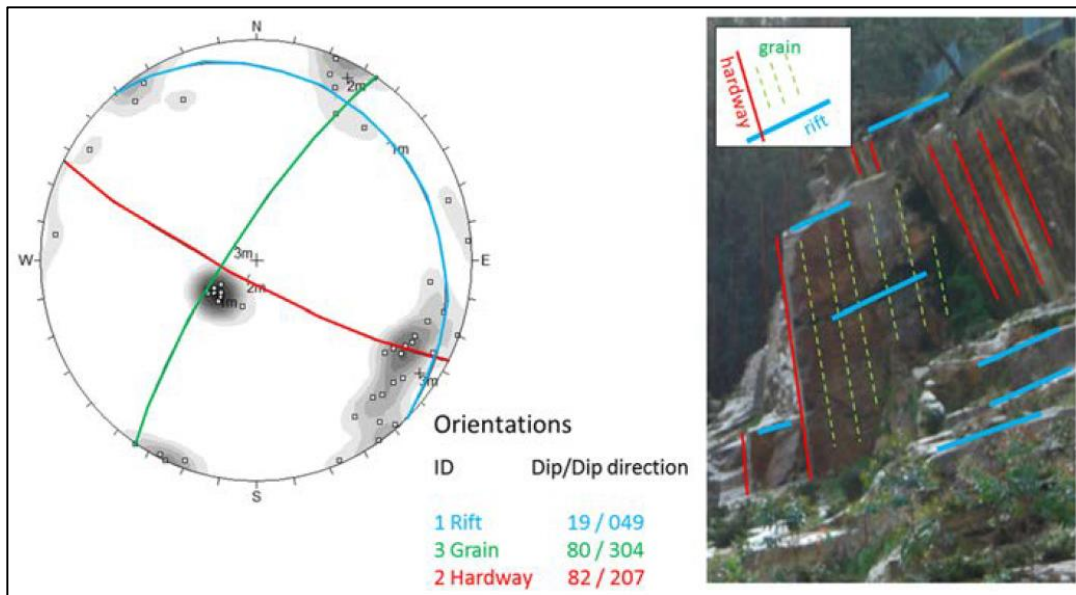 N
2m
1m
W
3m
E
2m
1m
3m
S
Orientations
ID Dip/Dip direction
1 Rift 19 / 049
3 Grain 80 / 304
2 Hardway 82 / 207
grain
hardway
rift